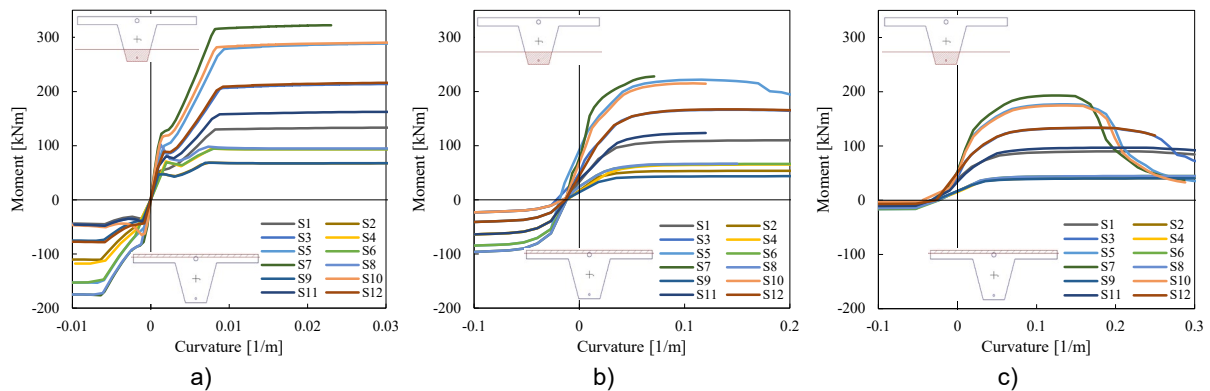 300
200
100
0
-100
-200
Moment [kNm]
-0.01
0
0.01
0.02
0.03
Curvature [1/m]
S1
S2
S3
S4
S5
S6
S7
S8
S9
S10
S11
S12
a)
300
200
100
0
-100
-200
Moment [kNm]
-0.1
0
0.1
0.2
Curvature [1/m]
S1
S2
S3
S4
S5
S6
S7
S8
S9
S10
S11
S12
b)
300
200
100
0
-100
-200
Moment [kNm]
-0.1
0
0.1
0.2
0.3
Curvature [1/m]
S1
S2
S3
S4
S5
S6
S7
S8
S9
S10
S11
S12
c)